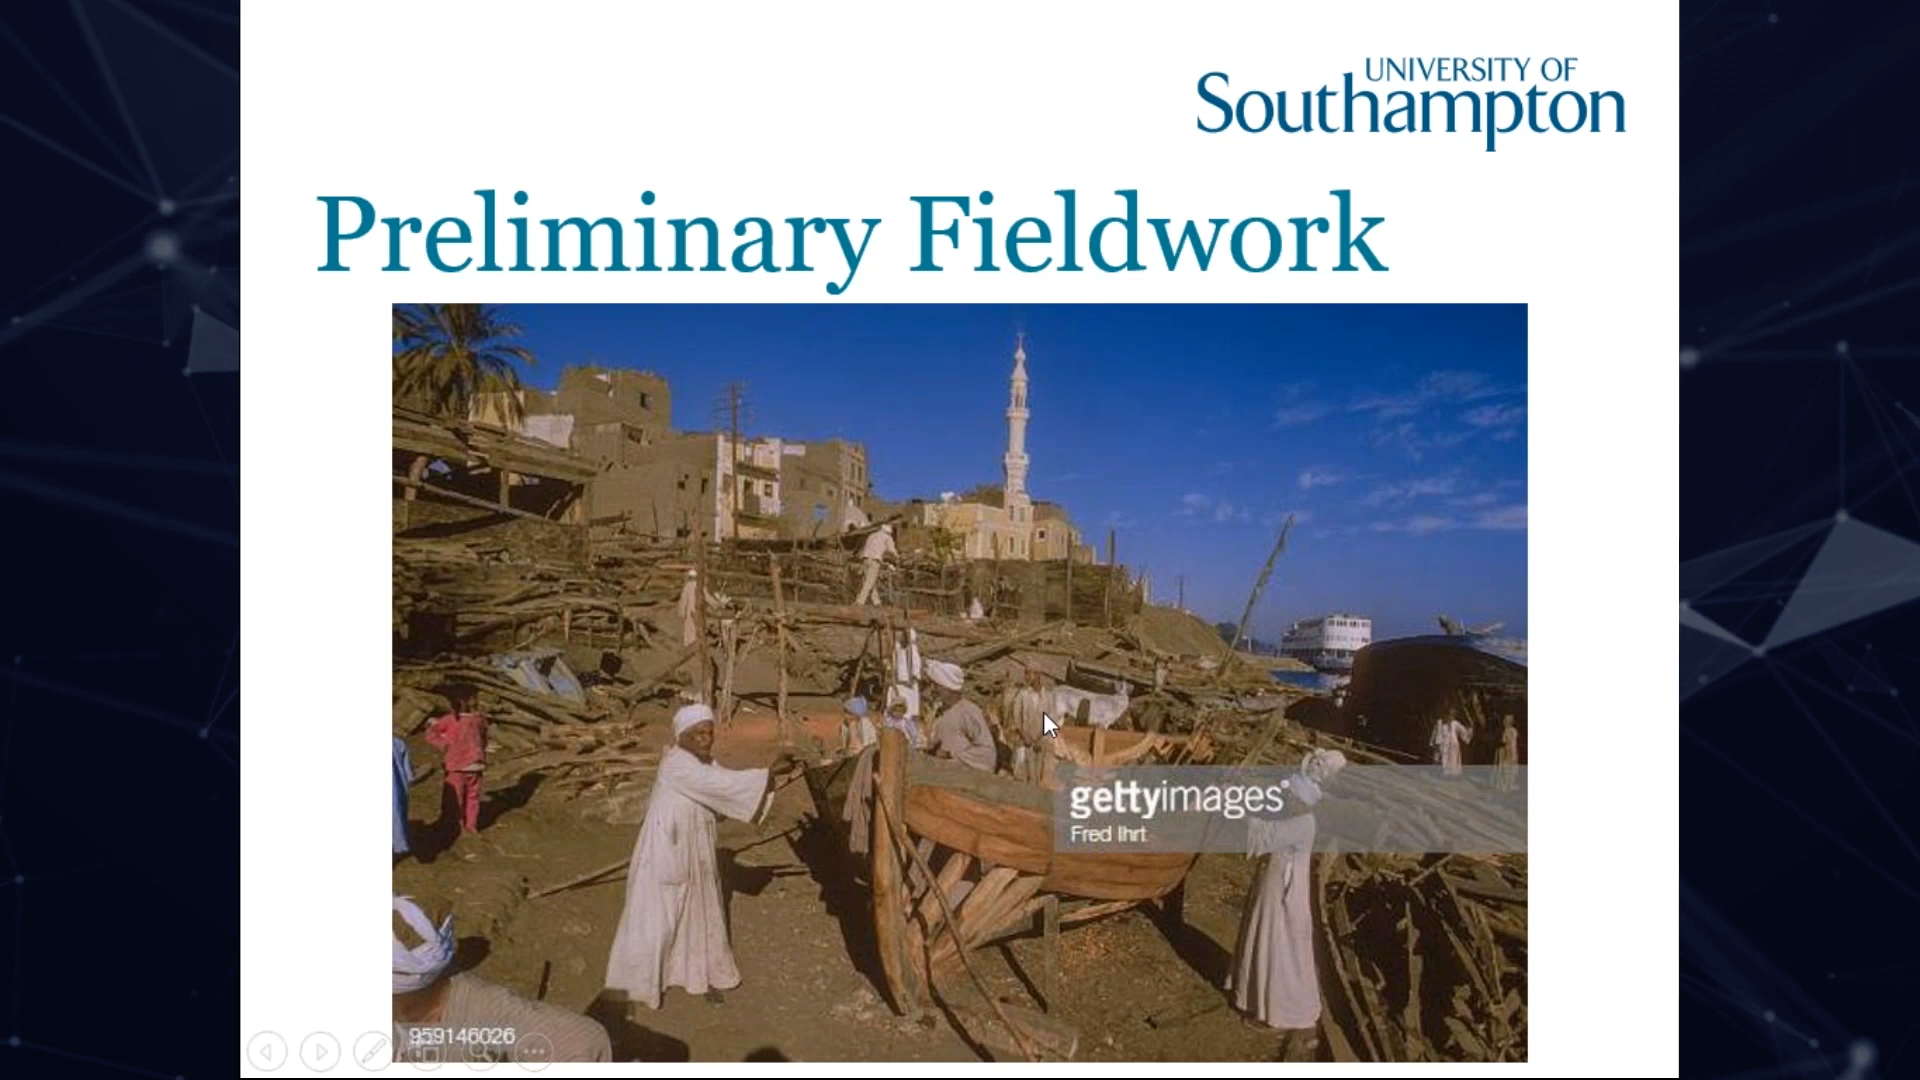 UNIVERSITY OF
Southampton
Preliminary Fieldwork
gettyimages®
Fred Ihrt
959146026